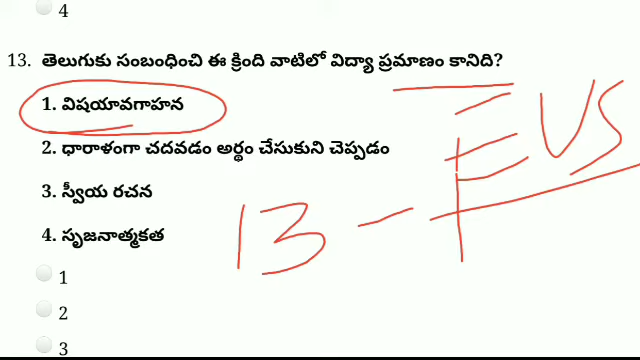 4
13. తెలుగుకు సంబంధించి ఈ క్రింది వాటిలో విద్యా ప్రమాణం కానిది?
1. విషయావగాహన
2. ధారాళంగా చదవడం అర్థం చేసుకుని చెప్పడం
3. స్వీయ రచన
4. సృజనాత్మకత
13 - EVS
1
2
3